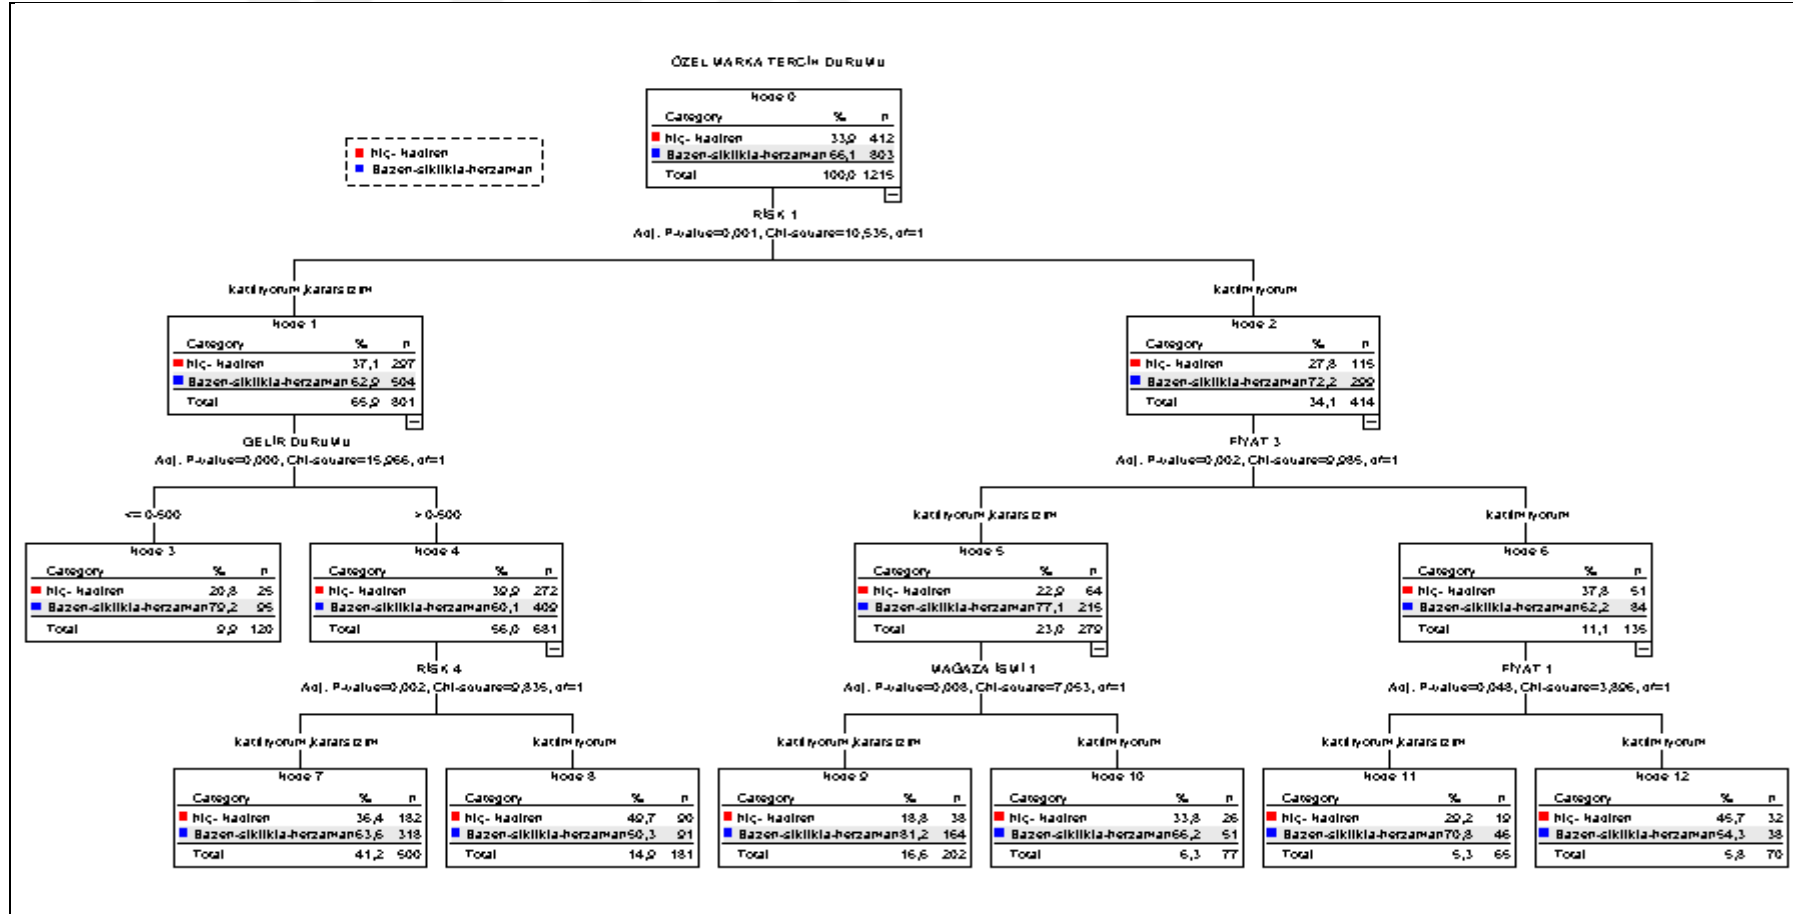 ÖZEL MARKA TERCİH DURUMU
Node 0
Category % n
hiç- nadiren 33,9 412
Bazen-siklikla-herzaman 66,1 803
Total 100,0 1215
hiç- nadiren
Bazen-siklikla-herzaman
RİSK 1
Adj. P-value=0,001, Chi-square=10,535, df=1
katılıyorum,kararsızım
katılmıyorum
Node 1
Category % n
hiç- nadiren 37,1 297
Bazen-siklikla-herzaman 62,9 504
Total 65,9 801
Node 2
Category % n
hiç- nadiren 27,8 115
Bazen-siklikla-herzaman 72,2 299
Total 34,1 414
GELİR DURUMU
Adj. P-value=0,000, Chi-square=15,966, df=1
FİYAT 3
Adj. P-value=0,002, Chi-square=9,985, df=1
<= 0-500
> 0-500
katılıyorum,kararsızım
katılmıyorum
Node 3
Category % n
hiç- nadiren 20,8 25
Bazen-siklikla-herzaman 79,2 95
Total 9,9 120
Node 4
Category % n
hiç- nadiren 39,9 272
Bazen-siklikla-herzaman 60,1 409
Total 56,0 681
Node 5
Category % n
hiç- nadiren 22,9 64
Bazen-siklikla-herzaman 77,1 215
Total 23,0 279
Node 6
Category % n
hiç- nadiren 37,8 51
Bazen-siklikla-herzaman 62,2 84
Total 11,1 135
RİSK 4
Adj. P-value=0,002, Chi-square=9,835, df=1
MAĞAZA İSMİ 1
Adj. P-value=0,008, Chi-square=7,053, df=1
FİYAT 1
Adj. P-value=0,048, Chi-square=3,896, df=1
katılıyorum,kararsızım
katılmıyorum
katılıyorum,kararsızım
katılmıyorum
katılıyorum,kararsızım
katılmıyorum
Node 7
Category % n
hiç- nadiren 36,4 182
Bazen-siklikla-herzaman 63,6 318
Total 41,2 500
Node 8
Category % n
hiç- nadiren 49,7 90
Bazen-siklikla-herzaman 50,3 91
Total 14,9 181
Node 9
Category % n
hiç- nadiren 18,8 38
Bazen-siklikla-herzaman 81,2 164
Total 16,6 202
Node 10
Category % n
hiç- nadiren 33,8 26
Bazen-siklikla-herzaman 66,2 51
Total 6,3 77
Node 11
Category % n
hiç- nadiren 29,2 19
Bazen-siklikla-herzaman 70,8 46
Total 5,3 65
Node 12
Category % n
hiç- nadiren 45,7 32
Bazen-siklikla-herzaman 54,3 38
Total 5,8 70